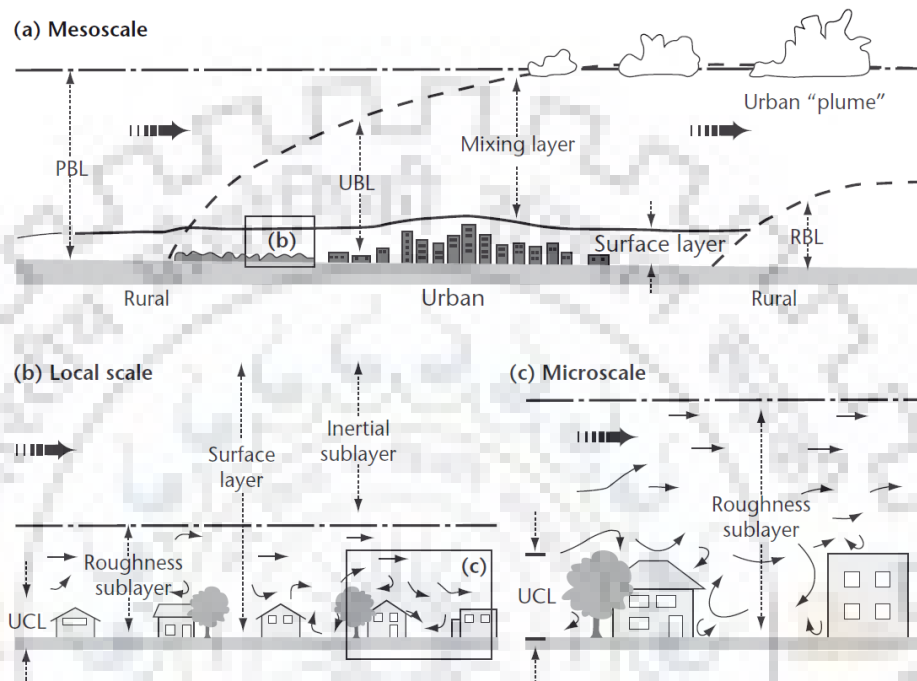 (a) Mesoscale
Urban “plume”
Mixing layer
PBL
UBL
(b)
Surface layer
RBL
Rural
Urban
Rural
(b) Local scale
Inertial
sublayer
Surface
layer
Roughness
sublayer
(c)
UCL
(c) Microscale
Roughness
sublayer
UCL